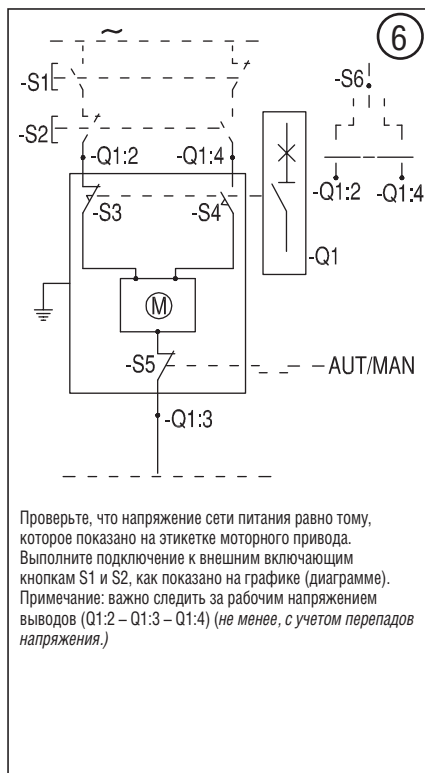 6
~
-S1
-S6
-S2
-Q1:2
-Q1:4
-Q1:2
-Q1:4
-S3
-S4
-Q1
M
-S5
AUT/MAN
-Q1:3
Проверьте, что напряжение сети питания равно тому,
которое показано на этикетке моторного привода.
Выполните подключение к внешним включающим
кнопкам S1 и S2, как показано на графике (диаграмме).
Примечание: важно следить за рабочим напряжением
выводов (Q1:2 – Q1:3 – Q1:4) (не менее, с учетом перепадов
напряжения.)